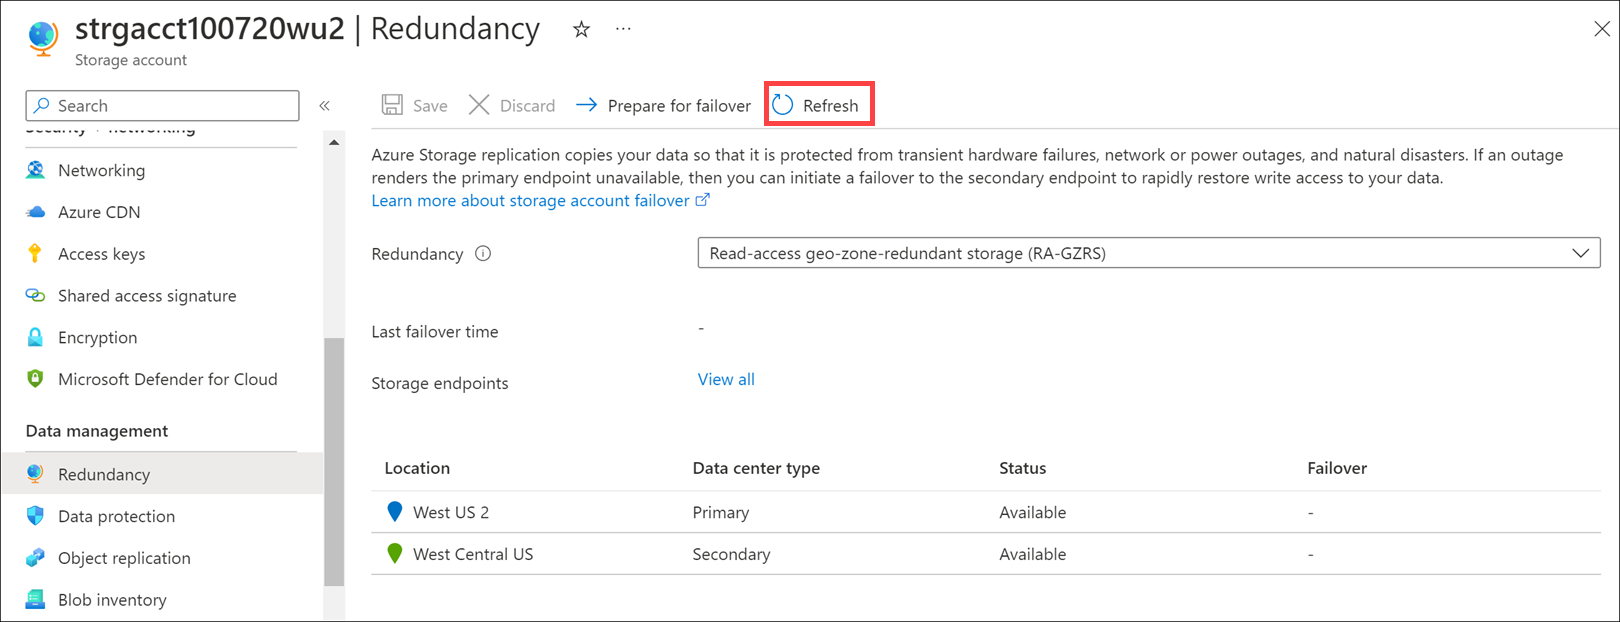 strgacct100720wu2 | Redundancy ☆ ...
Storage account
Search
«
Save
Discard
Prepare for failover
Refresh
Security + networking
Networking
Azure CDN
Access keys
Shared access signature
Encryption
Microsoft Defender for Cloud
Data management
Redundancy
Data protection
Object replication
Blob inventory
Azure Storage replication copies your data so that it is protected from transient hardware failures, network or power outages, and natural disasters. If an outage
renders the primary endpoint unavailable, then you can initiate a failover to the secondary endpoint to rapidly restore write access to your data.
Learn more about storage account failover
Redundancy
Read-access geo-zone-redundant storage (RA-GZRS)
Last failover time -
Storage endpoints View all
Location Data center type Status Failover
West US 2 Primary Available -
West Central US Secondary Available -